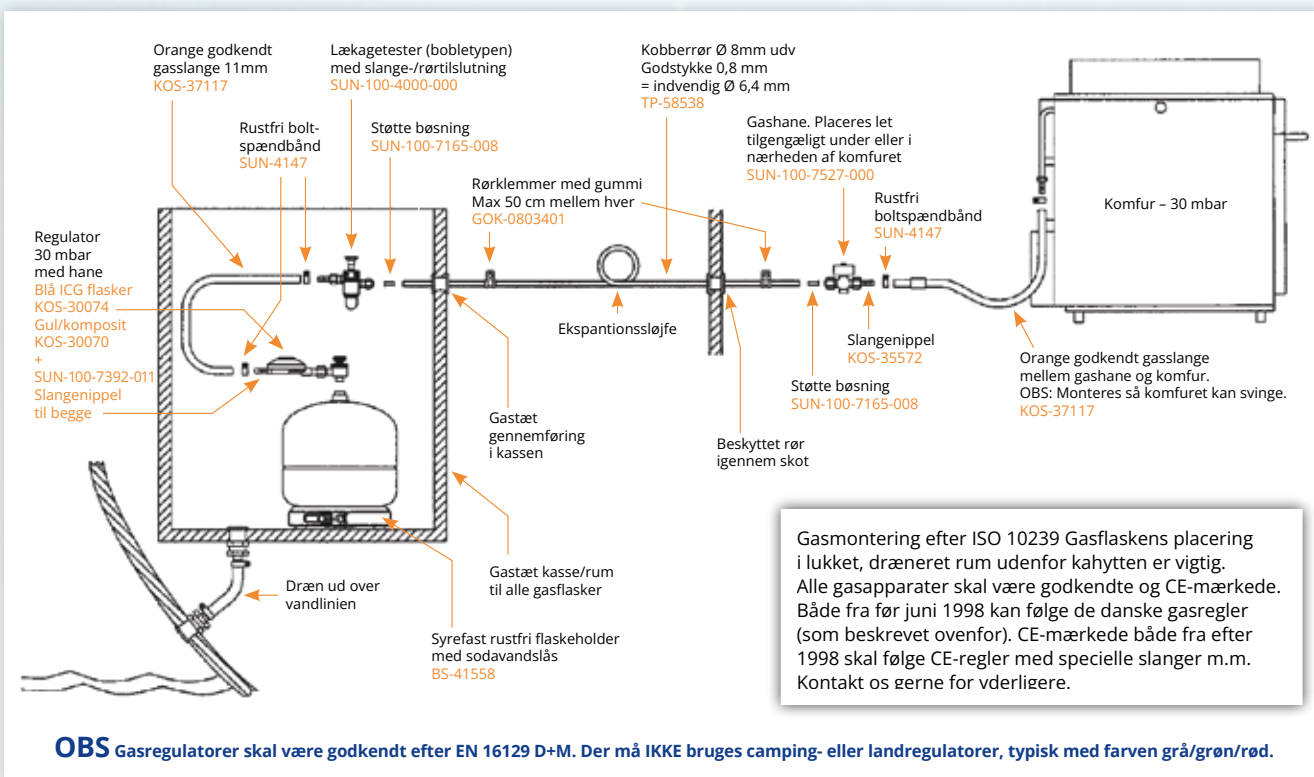 Orange godkendt
gasslange 11mm
KOS-37117
Lækagetester (bobletypen)
med slange-/rørtilslutning
SUN-100-4000-000
Kobberrør Ø 8mm udv
Godstykke 0,8 mm
= indvendig Ø 6,4 mm
TP-58538
Rustfri bolt-
spændbånd
SUN-4147
Støtte bøsning
SUN-100-7165-008
Gashane. Placeres let
tilgengæligt under eller i
nærheden af komfuret
SUN-100-7527-000
Rørklemmer med gummi
Max 50 cm mellem hver
GOK-0803401
Rustfri
boltspændbånd
SUN-4147
Komfur – 30 mbar
Regulator
30 mbar
med hane
Blå ICG flasker
KOS-30074
Gul/komposit
KOS-30070
+
SUN-100-7392-011
Slangenippel
til begge
Ekspantionssløjfe
Slangenippel
KOS-35572
Orange godkendt gasslange
mellem gashane og komfur.
OBS: Monteres så komfuret kan svinge.
KOS-37117
Støtte bøsning
SUN-100-7165-008
Gastæt
gennemføring
i kassen
Beskyttet rør
igennem skot
Gastæt kasse/rum
til alle gasflasker
Dræn ud over
vandlinien
Syrefast rustfri flaskeholder
med sodavandslås
BS-41558
Gasmontering efter ISO 10239 Gasflaskens placering
i lukket, dræneret rum udenfor kahytten er vigtig.
Alle gasapparater skal være godkendte og CE-mærkede.
Både fra før juni 1998 kan følge de danske gasregler
(som beskrevet ovenfor). CE-mærkede både fra efter
1998 skal følge CE-regler med specielle slanger m.m.
Kontakt os gerne for yderligere.
OBS Gasregulatorer skal være godkendt efter EN 16129 D+M. Der må IKKE bruges camping- eller landregulatorer, typisk med farven grå/grøn/rød.